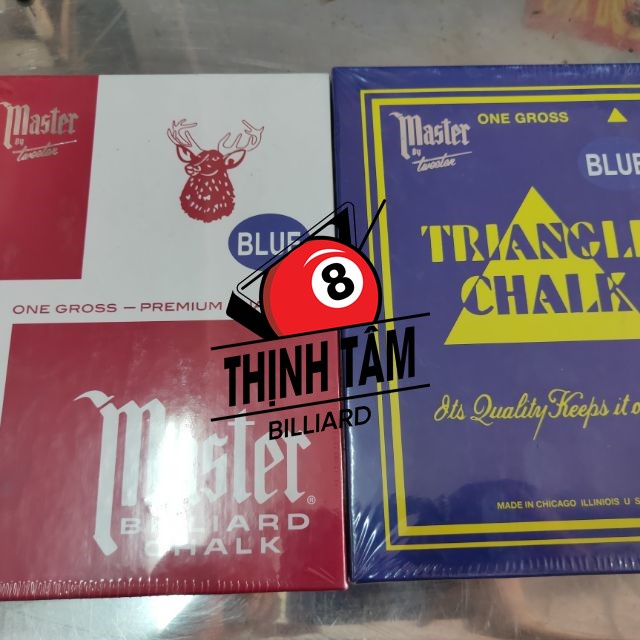 Master
By
Tweeten
BLUE
ONE GROSS — PREMIUM
Master®
BILLIARD
CHALK
Master
By
Tweeten
ONE GROSS
BLUE
TRIANGLE
CHALK
Its Quality Keeps it
MADE IN CHICAGO ILLINIOIS U S
8
THỊNH TÂM
BILLIARD